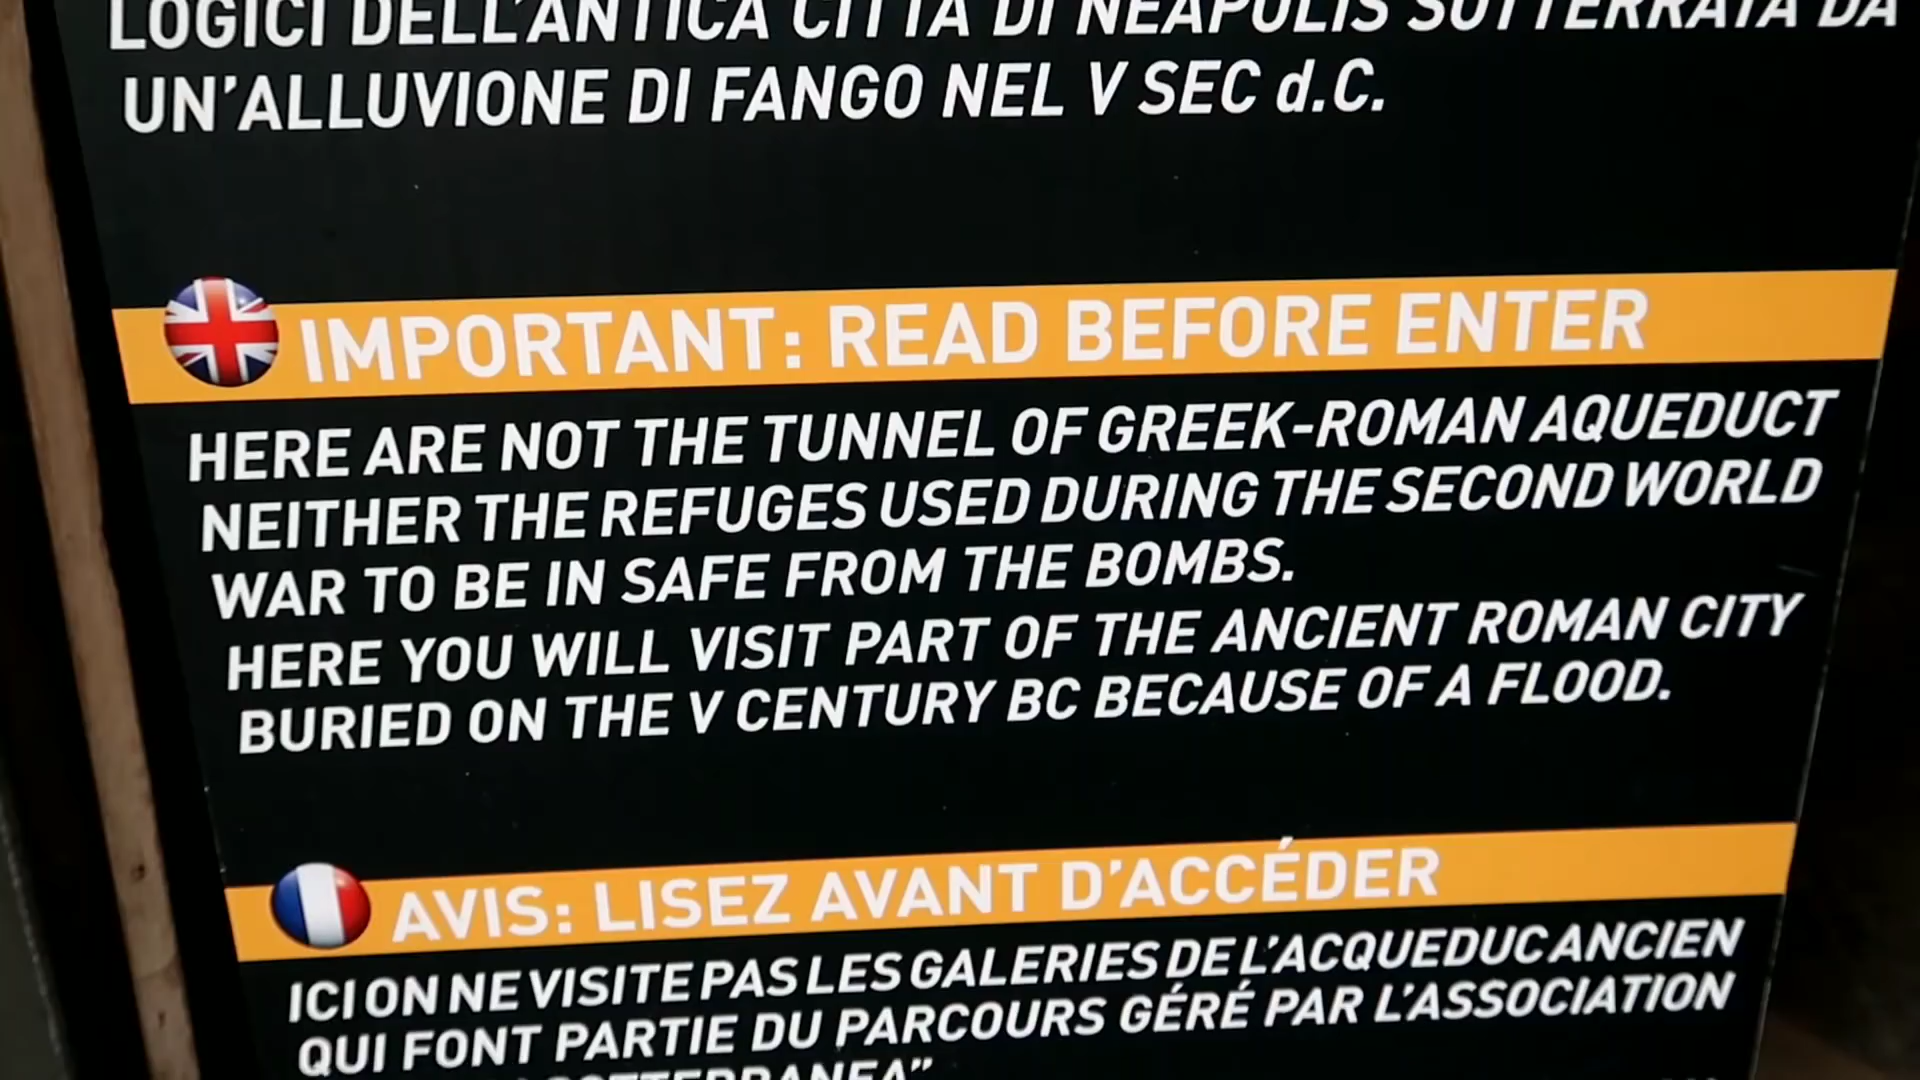 LOGICI DELL'ANTICA CITTÀ DI NEAPOLIS SOTTERRATA DA
UN'ALLUVIONE DI FANGO NEL V SEC d.C.
IMPORTANT: READ BEFORE ENTER
HERE ARE NOT THE TUNNEL OF GREEK-ROMAN AQUEDUCT
NEITHER THE REFUGES USED DURING THE SECOND WORLD
WAR TO BE IN SAFE FROM THE BOMBS.
HERE YOU WILL VISIT PART OF THE ANCIENT ROMAN CITY
BURIED ON THE V CENTURY BC BECAUSE OF A FLOOD.
AVIS: LISEZ AVANT D'ACCÉDER
ICI ON NE VISITE PAS LES GALERIES DE L'ACQUEDUC ANCIEN
QUI FONT PARTIE DU PARCOURS GÉRÉ PAR L'ASSOCIATION
SOTTERRANEA"